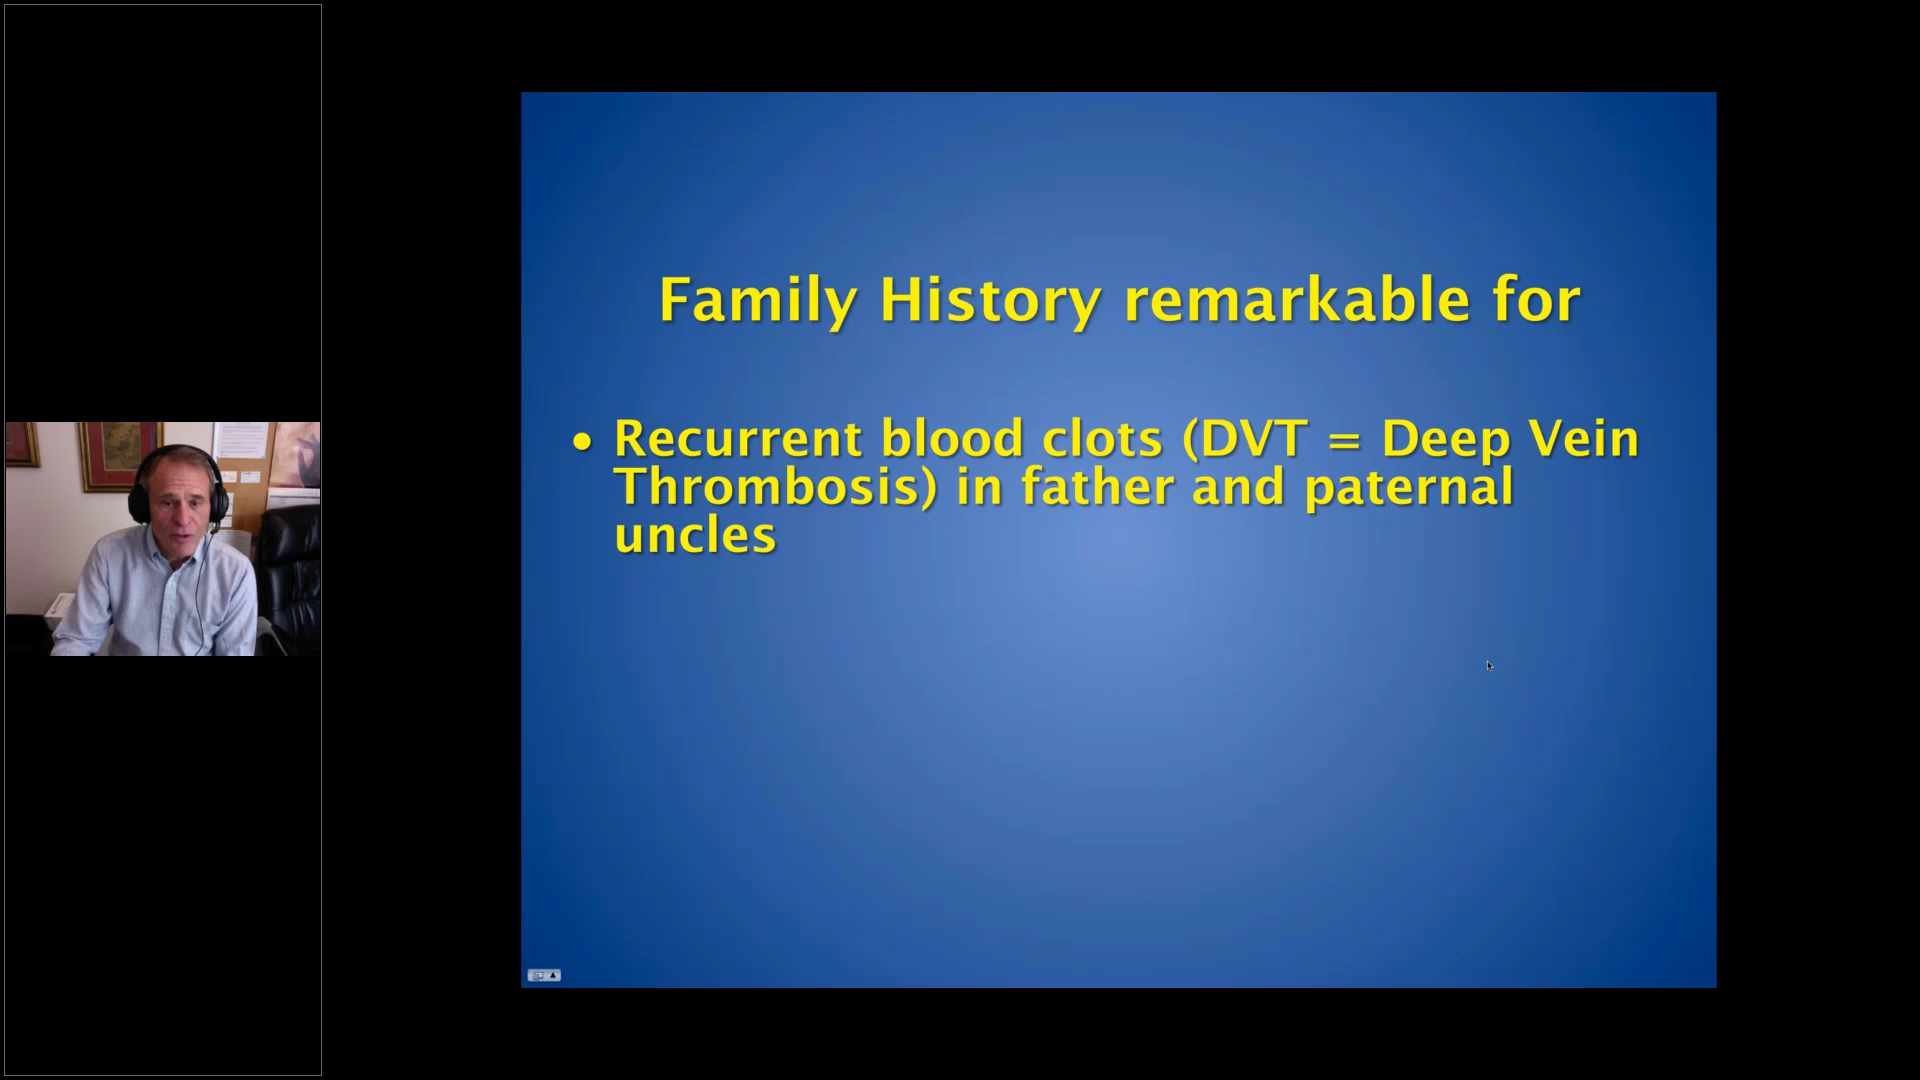 Family History remarkable for
• Recurrent blood clots (DVT = Deep Vein
Thrombosis) in father and paternal
uncles